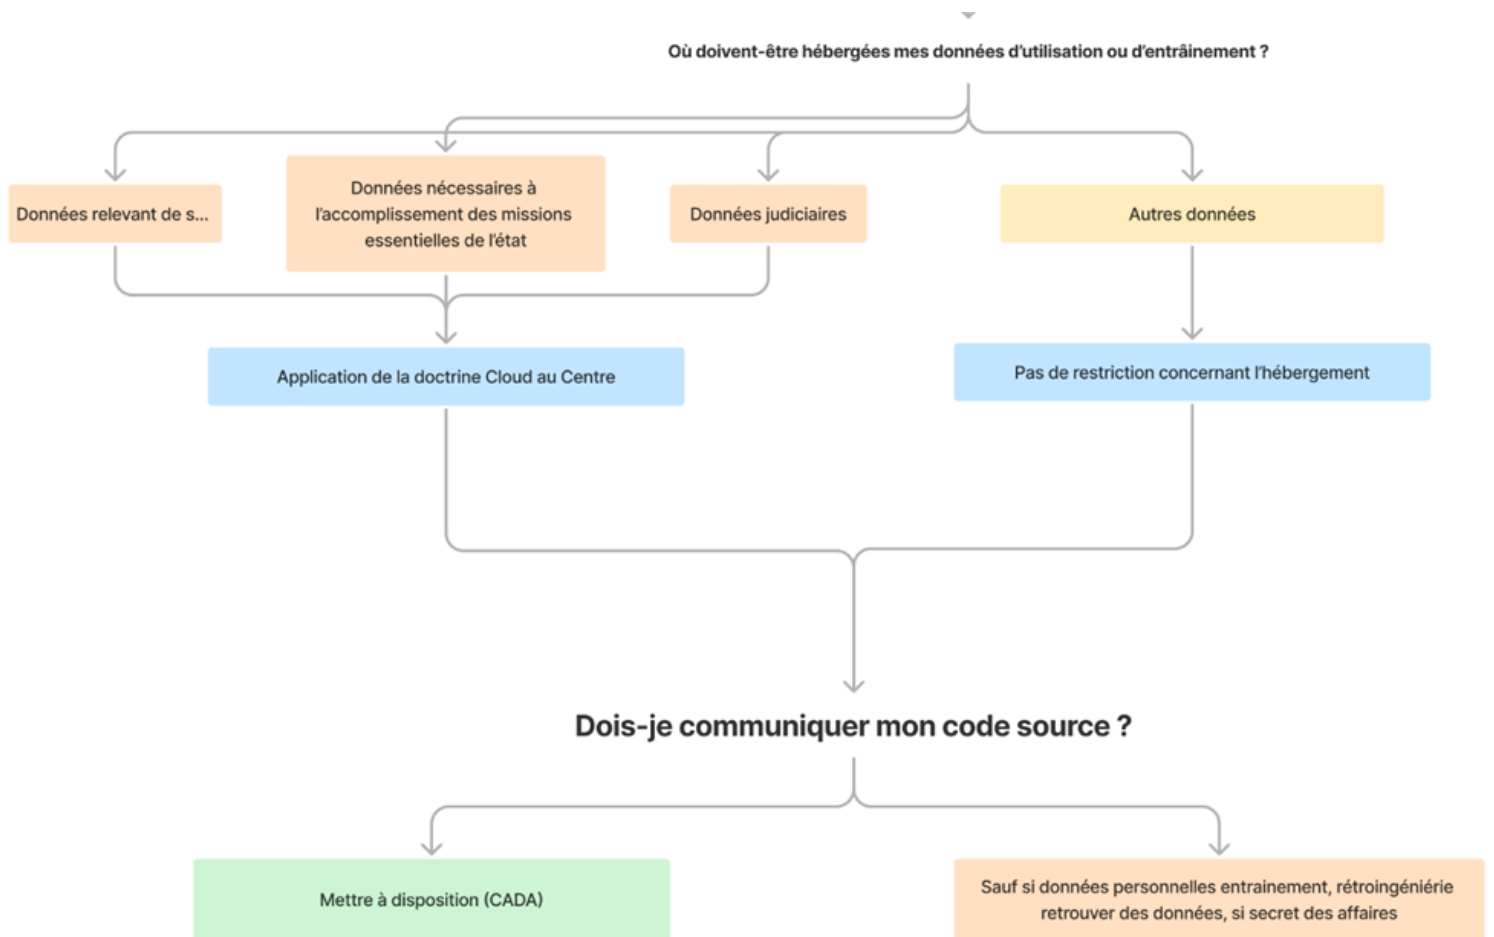 Où doivent-être hébergées mes données d’utilisation ou d’entrâinement ?
Données relevant de s...
Données nécessaires à
l’accomplissement des missions
essentielles de l’état
Données judiciaires
Autres données
Application de la doctrine Cloud au Centre
Pas de restriction concernant l’hébergement
Dois-je communiquer mon code source ?
Mettre à disposition (CADA)
Sauf si données personnelles entrainement, rétroingéniérie
retrouver des données, si secret des affaires